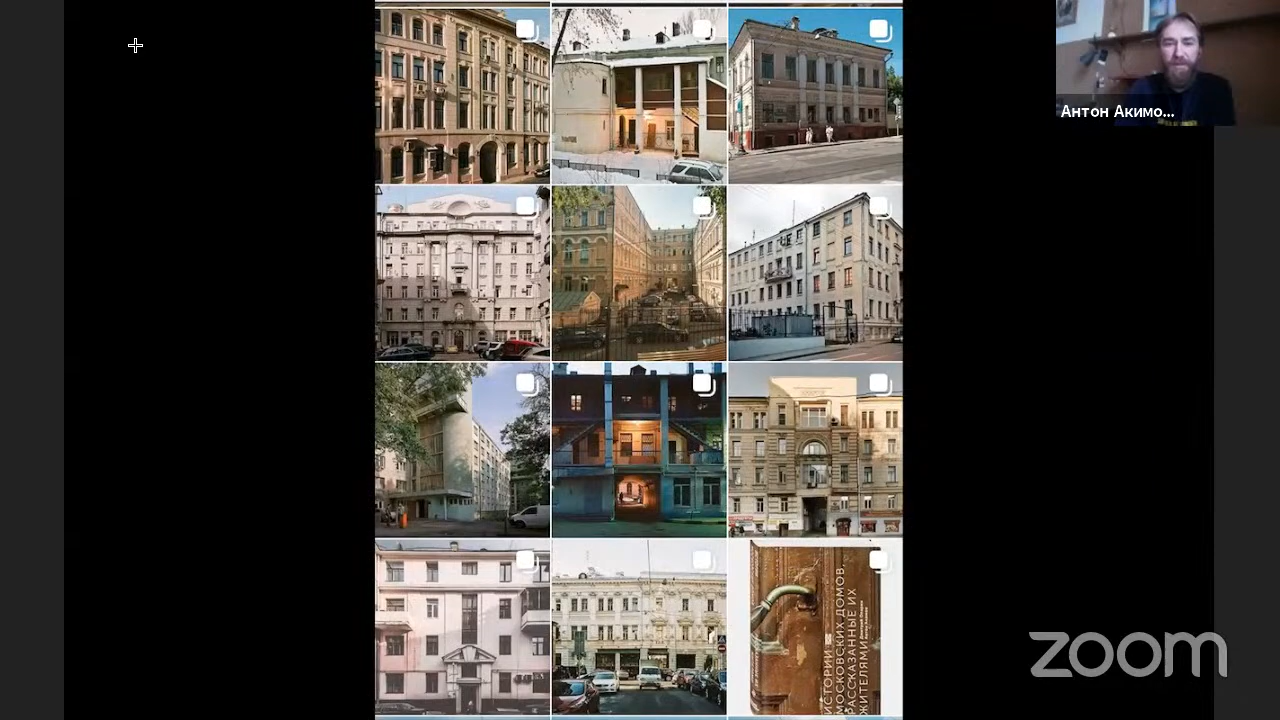 Антон Акимо...
ИСТОРИИ
МОСКОВСКИХ ДОМОВ,
РАССКАЗАННЫЕ ИХ
ЖИТЕЛЯМИ
zoom